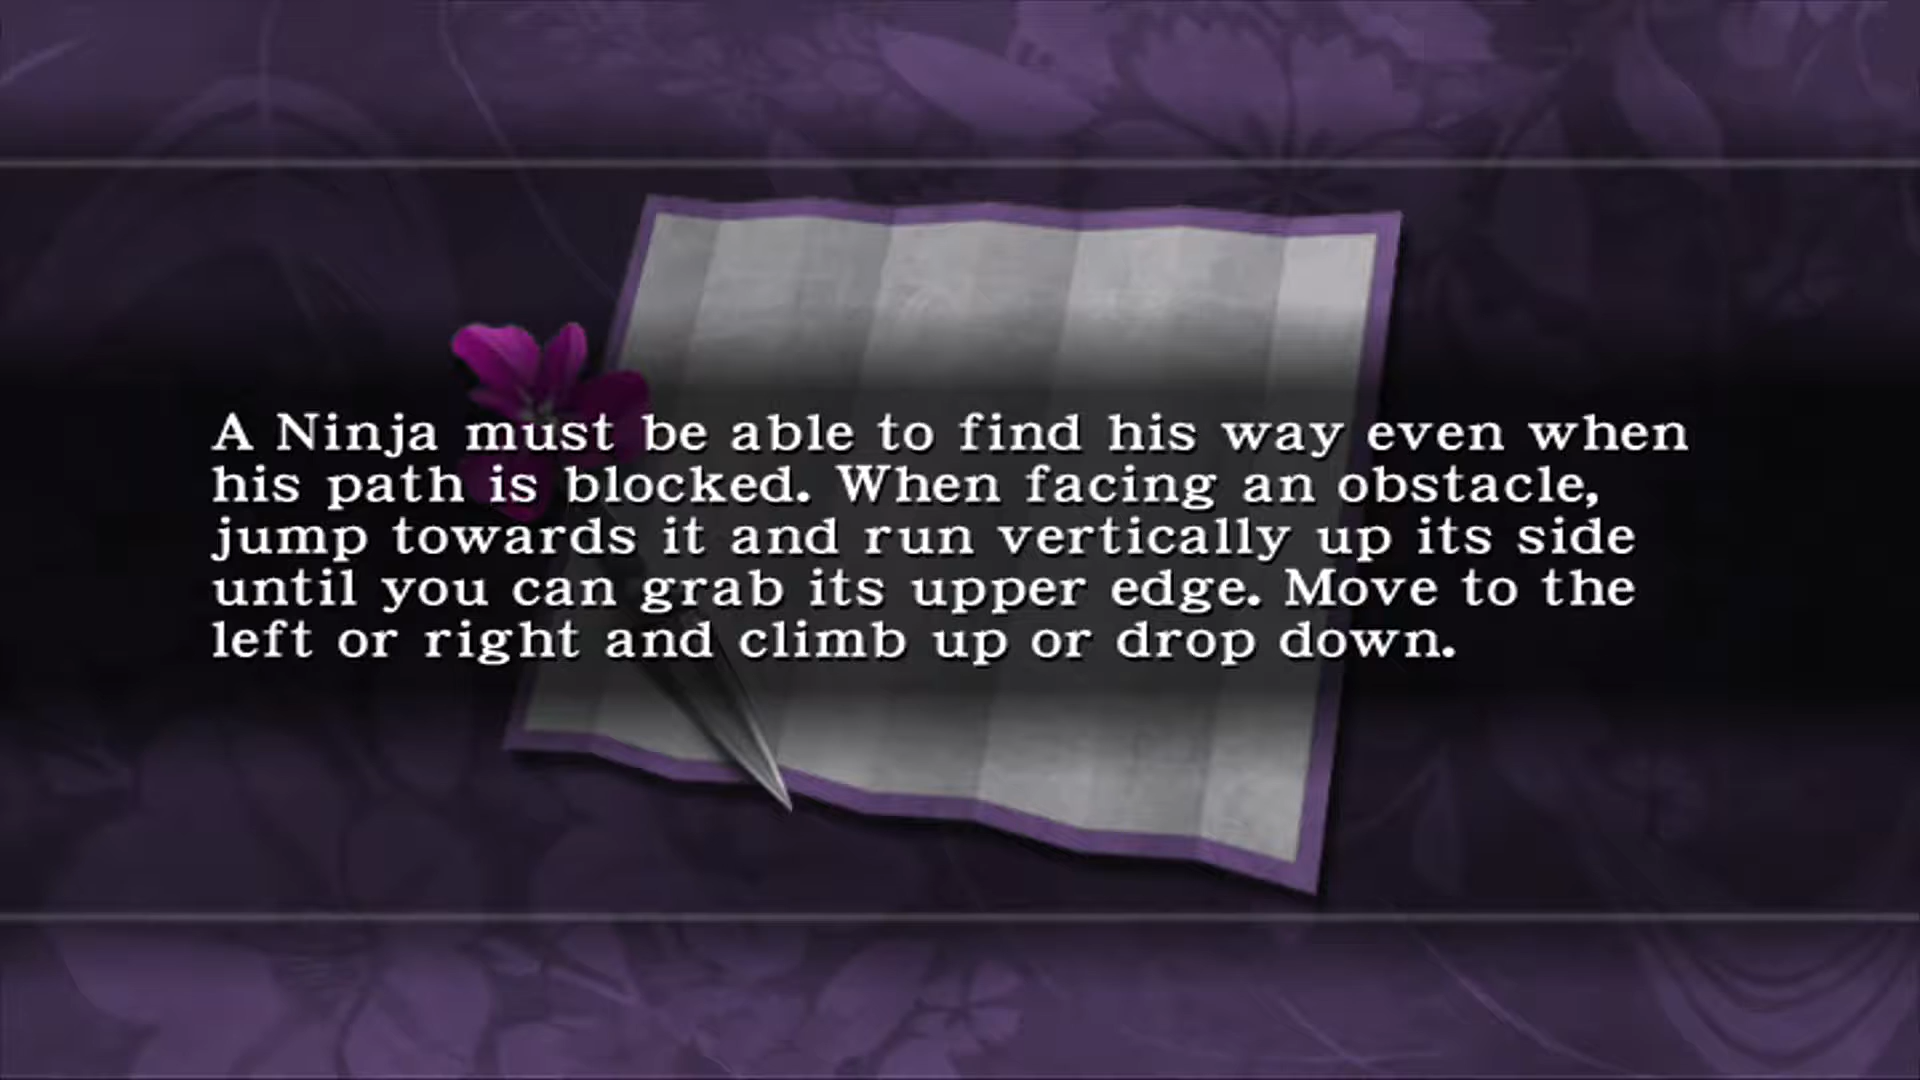 A Ninja must be able to find his way even when
his path is blocked. When facing an obstacle,
jump towards it and run vertically up its side
until you can grab its upper edge. Move to the
left or right and climb up or drop down.